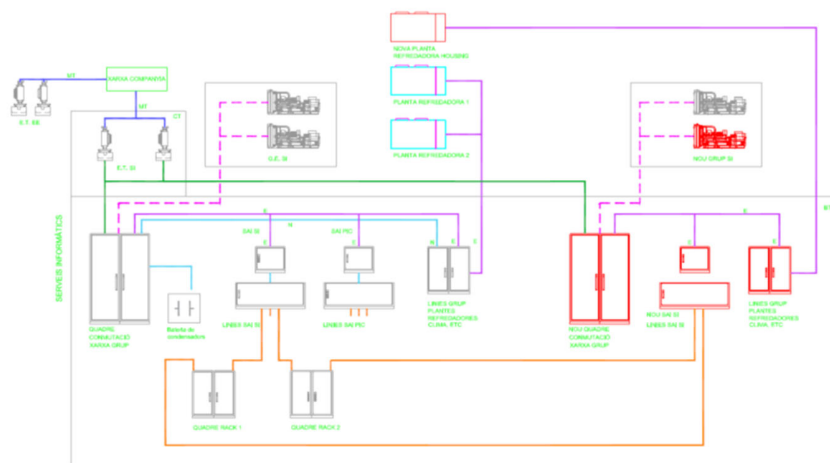 NOVA PLANTA
REFREDADORA HOUSING
MT
XARXA COMPANYIA
PLANTA REFREDADORA 1
MT
CT
E.T. EE
PLANTA REFREDADORA 2
E.T. SI
G.E. SI
NOU GRUP SI
SERVEIS INFORMÀTICS
E
N
E
SAI SI
SAI PIC
E
E
N
E
E
E
E
QUADRE
CONMUTACIÓ
XARXA GRUP
Bateria de
condensadors
LINIES SAI SI
LINIES SAI PIC
LINIES GRUP
PLANTES
REFREDADORES,
CLIMA, ETC
NOU QUADRE
CONMUTACIÓ
XARXA GRUP
NOU SAI SI
LINIES SAI SI
LINIES GRUP
PLANTES
REFREDADORES,
CLIMA, ETC
QUADRE RACK 1
QUADRE RACK 2